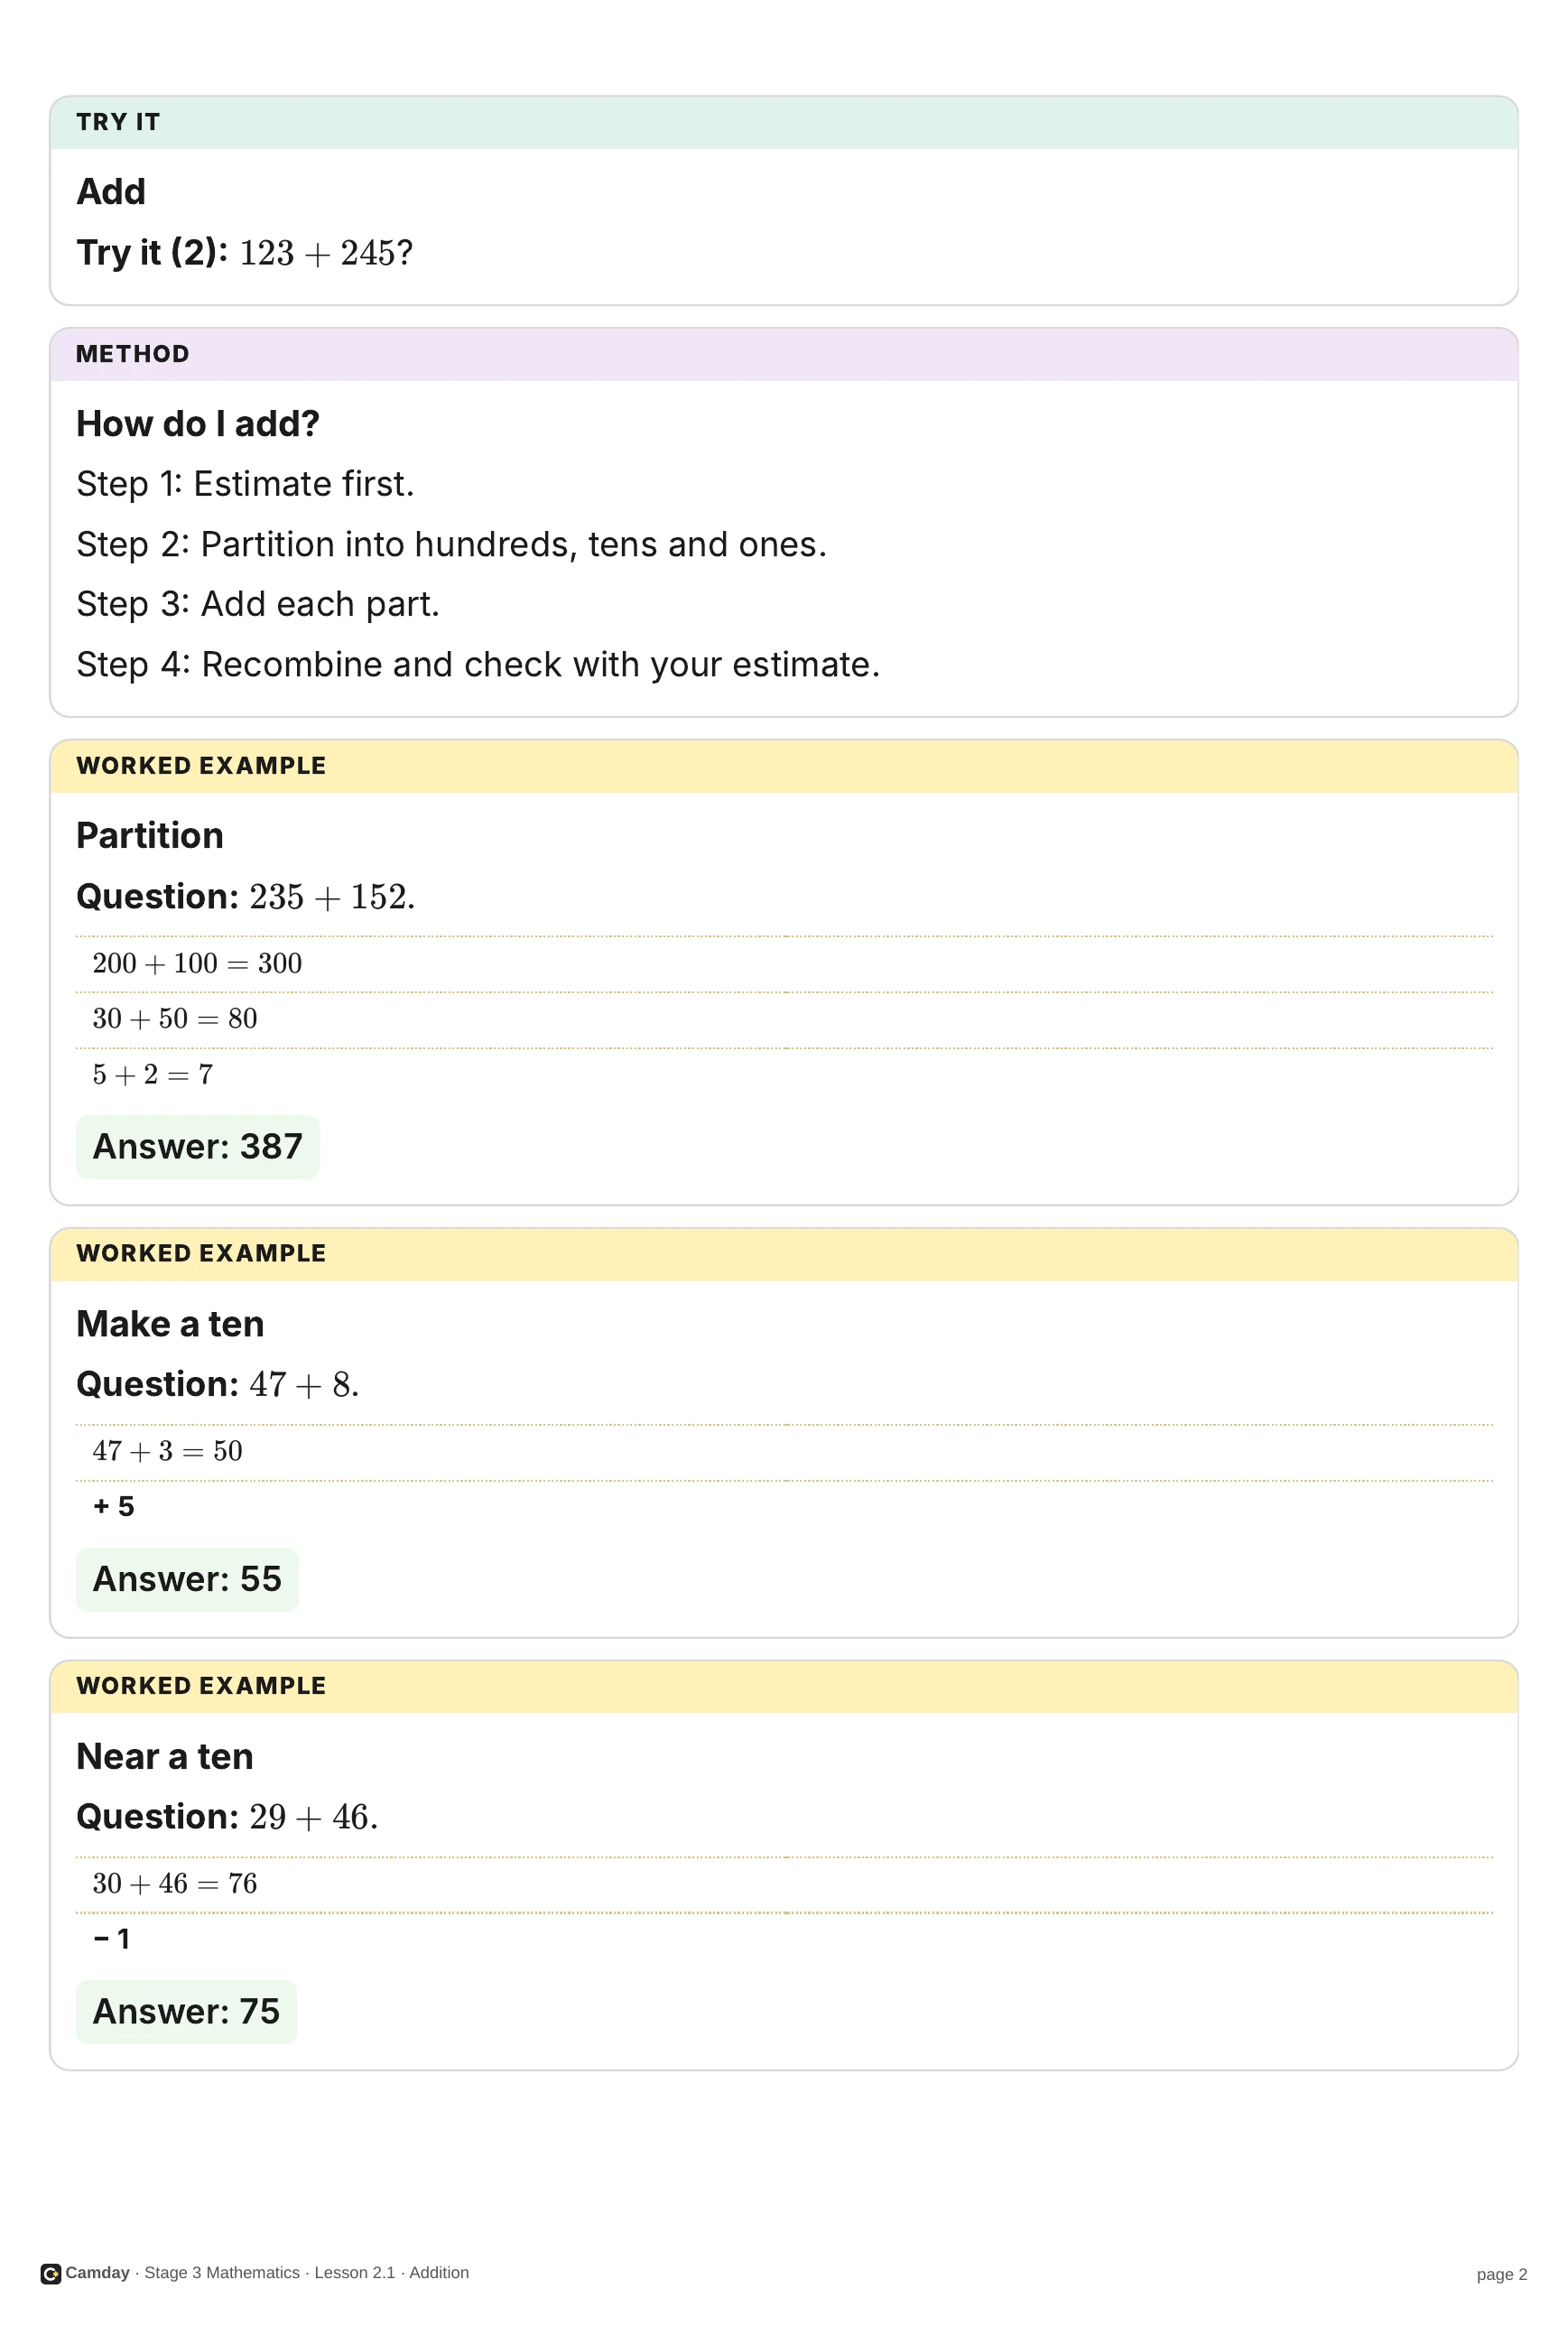 TRY IT
Add
Try it (2): 123 + 245?
METHOD
How do I add?
Step 1: Estimate first.
Step 2: Partition into hundreds, tens and ones.
Step 3: Add each part.
Step 4: Recombine and check with your estimate.
WORKED EXAMPLE
Partition
Question: 235 + 152.
200 + 100 = 300
30 + 50 = 80
5 + 2 = 7
Answer: 387
WORKED EXAMPLE
Make a ten
Question: 47 + 8.
47 + 3 = 50
+ 5
Answer: 55
WORKED EXAMPLE
Near a ten
Question: 29 + 46.
30 + 46 = 76
− 1
Answer: 75
Camday · Stage 3 Mathematics · Lesson 2.1 · Addition
page 2